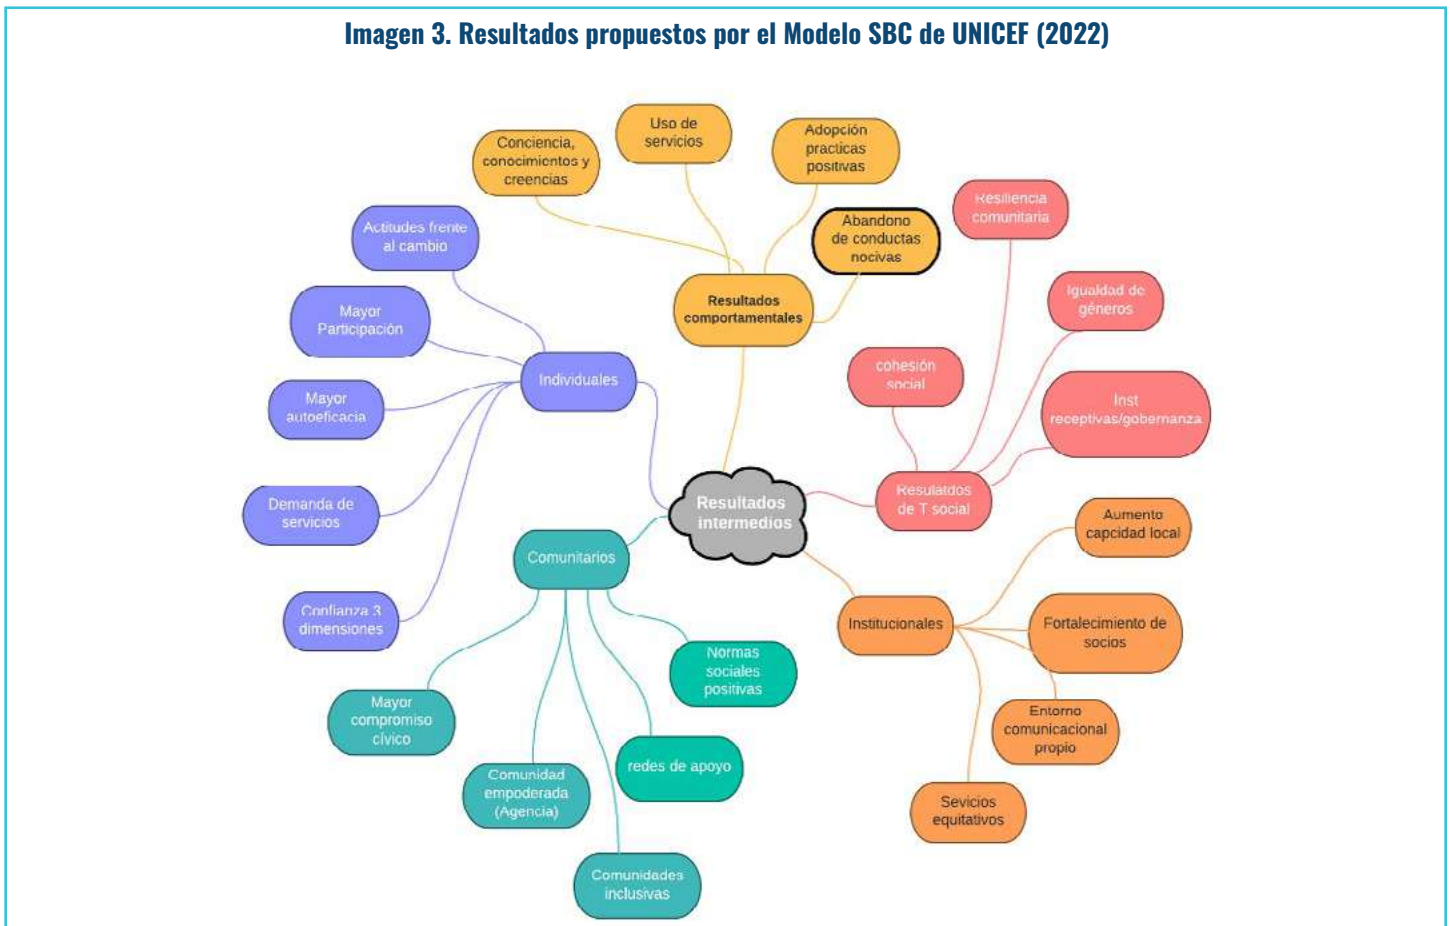 Imagen 3. Resultados propuestos por el Modelo SBC de UNICEF (2022)
Conciencia,
conocimientos y
creencias
Uso de
servicios
Adopción
practicas
positivas
Abandono
de conductas
nocivas
Resultados
comportamentales
Actitudes frente
al cambio
Mayor
Participación
Mayor
autoeficacia
Demanda de
servicios
Confianza 3
dimensiones
Individuales
Resiliencia
comunitaria
Igualdad de
géneros
cohesión
social
Inst
receptivas/gobernanza
Resulatdos
de T social
Resultados
intermedios
Comunitarios
Mayor
compromiso
cívico
Comunidad
empoderada
(Agencia)
Comunidades
inclusivas
redes de apoyo
Normas
sociales
positivas
Institucionales
Aumento
capcidad local
Fortalecimiento de
socios
Entorno
comunicacional
propio
Sevicios
equitativos